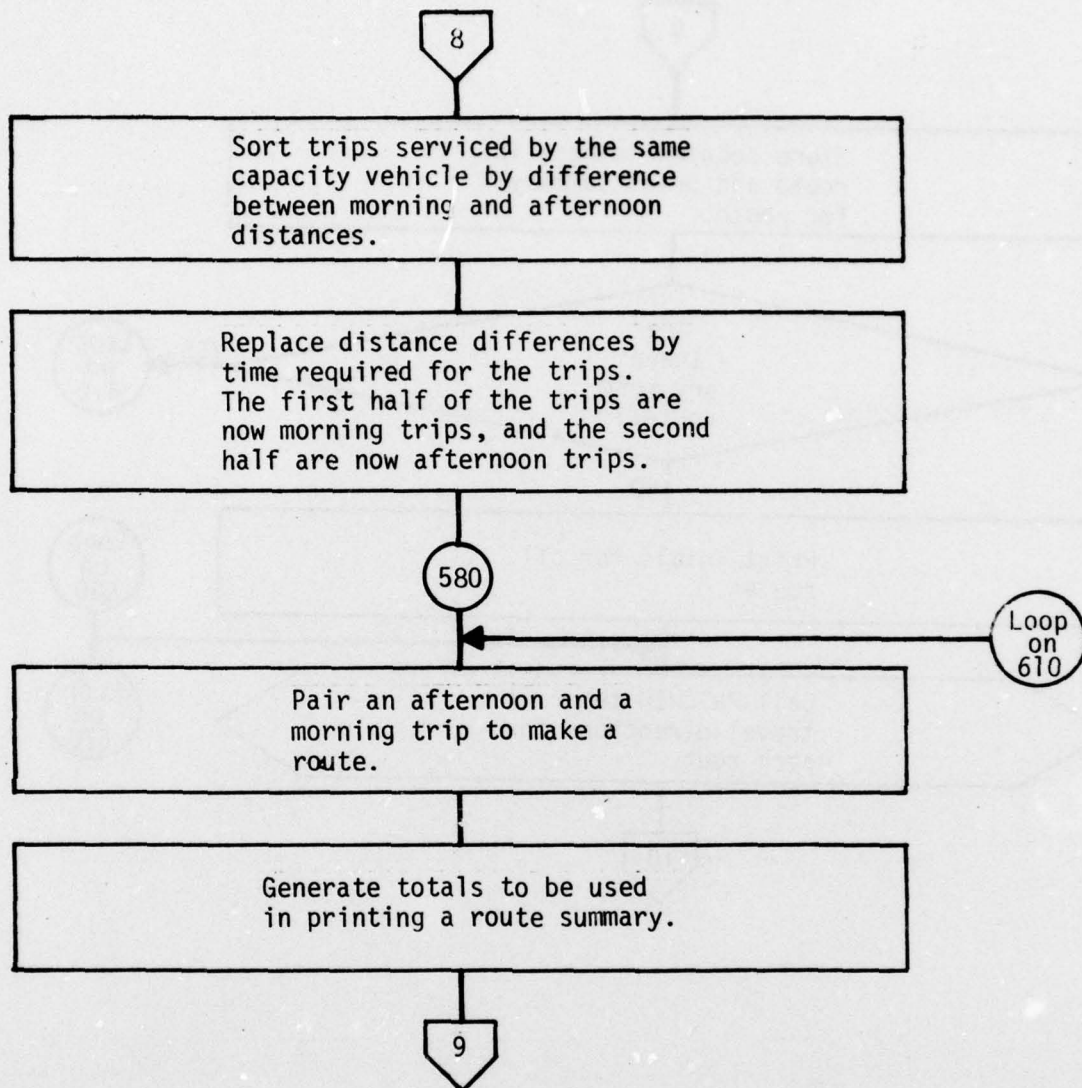 8
Sort trips serviced by the same
capacity vehicle by difference
between morning and afternoon
distances.
Replace distance differences by
time required for the trips.
The first half of the trips are
now morning trips, and the second
half are now afternoon trips.
580
Loop
on
610
Pair an afternoon and a
morning trip to make a
route.
Generate totals to be used
in printing a route summary.
9